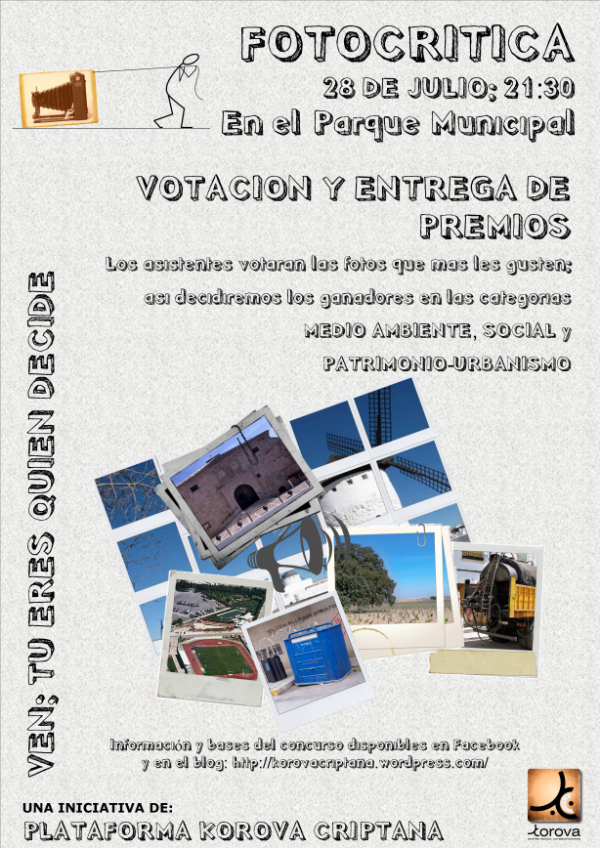 FOTOCRITICA
28 DE JULIO; 21:30
En el Parque Municipal
VOTACION Y ENTREGA DE
PREMIOS
Los asistentes votaran las fotos que mas les gusten;
asi decidiremos los ganadores en las categorias
MEDIO AMBIENTE, SOCIAL y
PATRIMONIO-URBANISMO
VEN; TU ERES QUIEN DECIDE
Información y bases del concurso disponibles en Facebook
y en el blog: http://korovacriptana.wordpress.com/
UNA INICIATIVA DE:
PLATAFORMA KOROVA CRIPTANA
korova